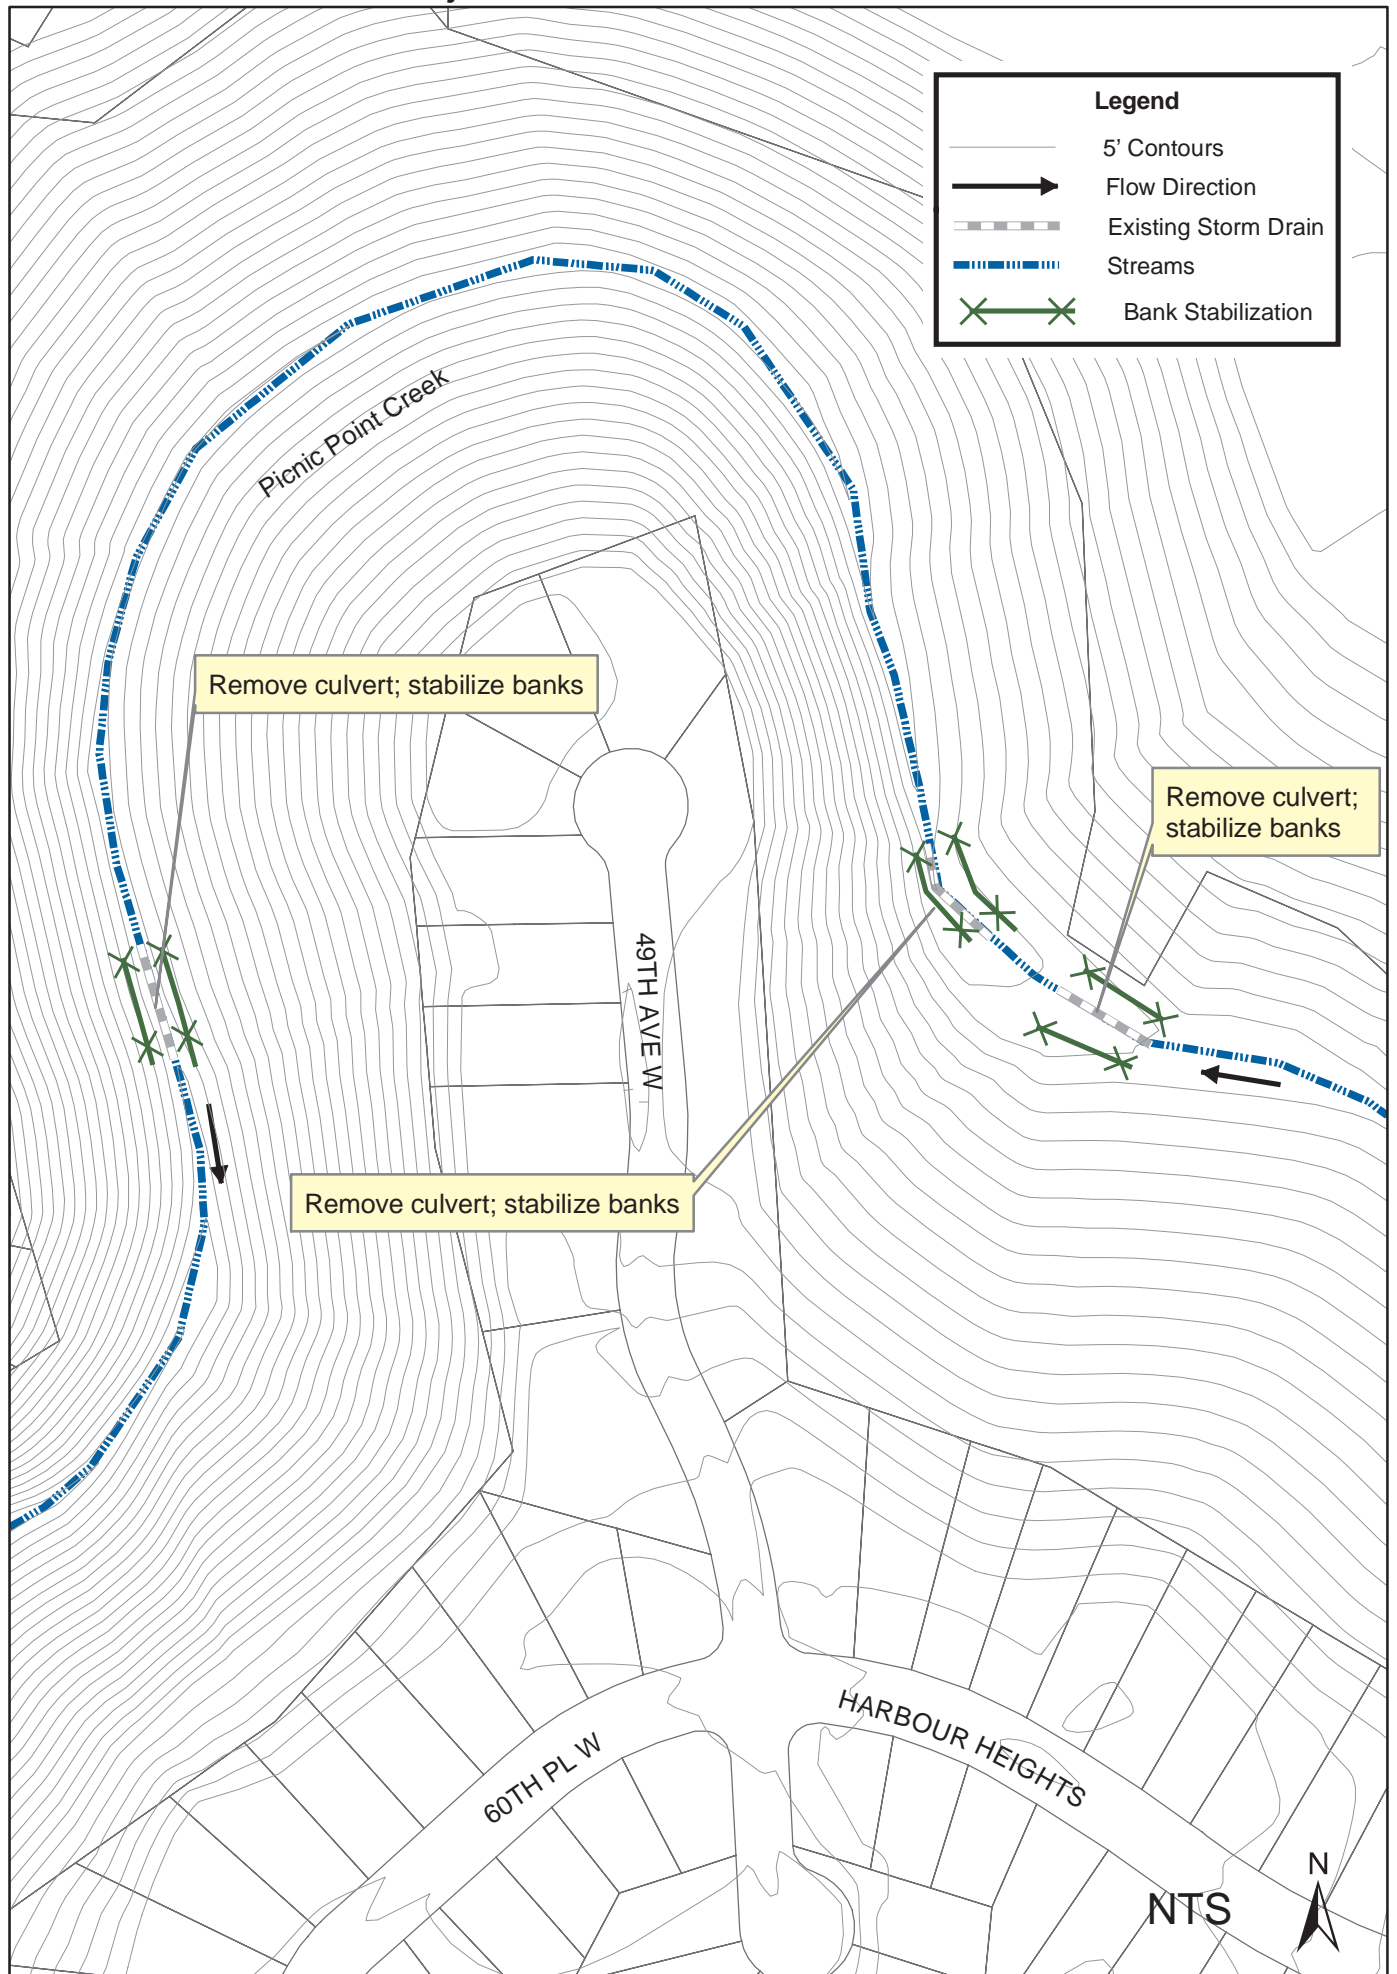 Legend
5’ Contours
Flow Direction
Existing Storm Drain
Streams
Bank Stabilization
Picnic Point Creek
Remove culvert; stabilize banks
Remove culvert;
stabilize banks
49TH AVE W
Remove culvert; stabilize banks
HARBOUR HEIGHTS
60TH PL W
N
NTS